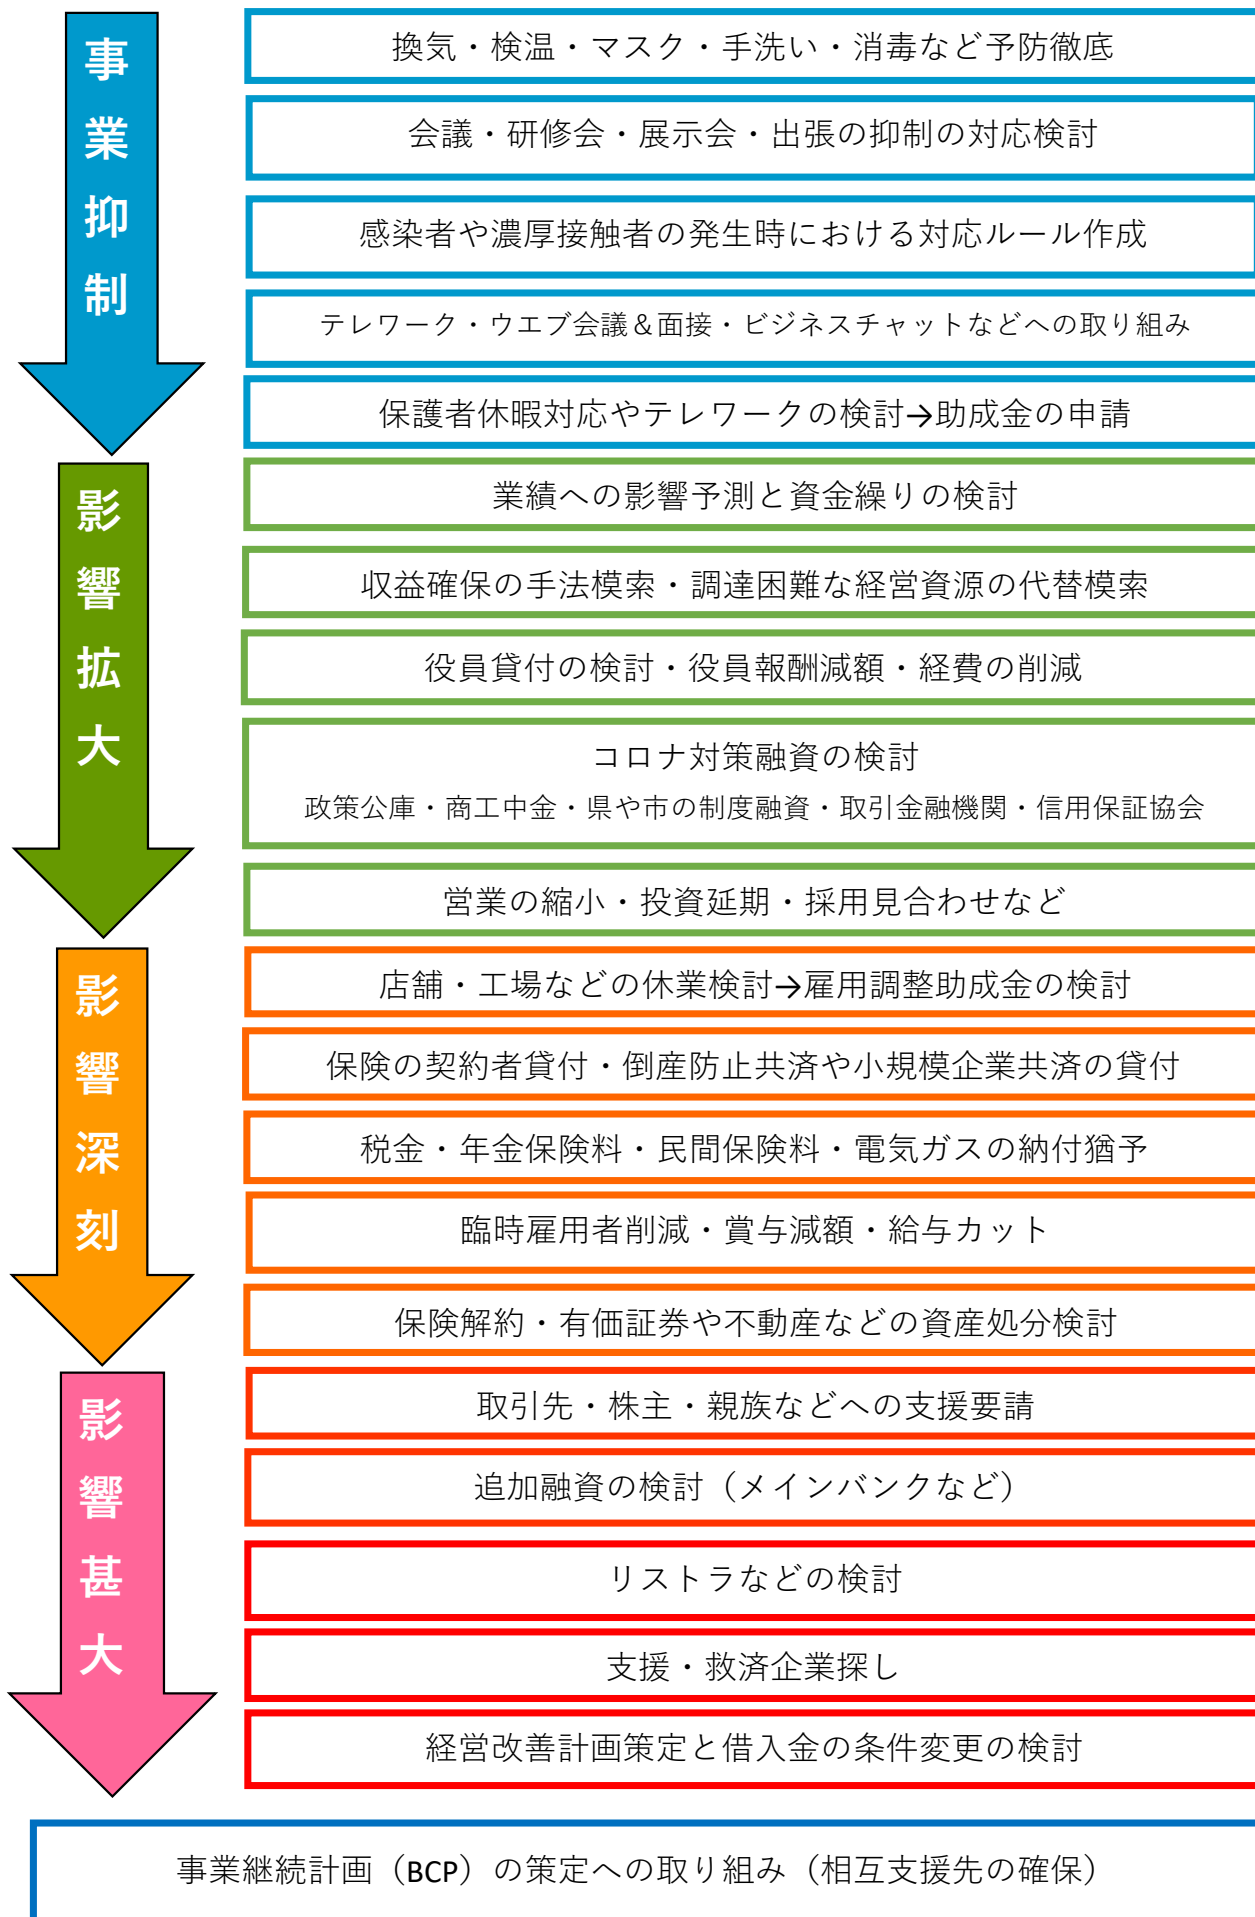 事業抑制
換気・検温・マスク・手洗い・消毒など予防徹底
会議・研修会・展示会・出張の抑制の対応検討
感染者や濃厚接触者の発生時における対応ルール作成
テレワーク・ウエブ会議＆面接・ビジネスチャットなどへの取り組み
保護者休暇対応やテレワークの検討→助成金の申請
影響拡大
業績への影響予測と資金繰りの検討
収益確保の手法模索・調達困難な経営資源の代替模索
役員貸付の検討・役員報酬減額・経費の削減
コロナ対策融資の検討
政策公庫・商工中金・県や市の制度融資・取引金融機関・信用保証協会
営業の縮小・投資延期・採用見合わせなど
影響深刻
店舗・工場などの休業検討→雇用調整助成金の検討
保険の契約者貸付・倒産防止共済や小規模企業共済の貸付
税金・年金保険料・民間保険料・電気ガスの納付猶予
臨時雇用者削減・賞与減額・給与カット
保険解約・有価証券や不動産などの資産処分検討
影響甚大
取引先・株主・親族などへの支援要請
追加融資の検討（メインバンクなど）
リストラなどの検討
支援・救済企業探し
経営改善計画策定と借入金の条件変更の検討
事業継続計画（BCP）の策定への取り組み（相互支援先の確保）